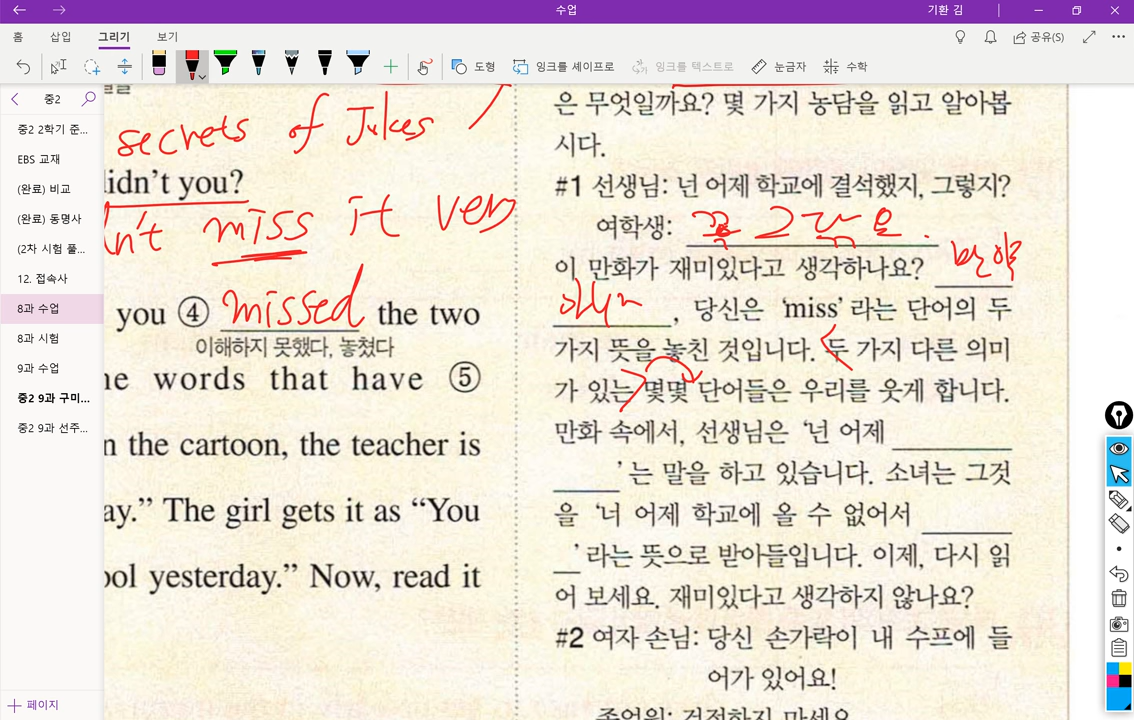 수업
기환 김
홈 삽입 그리기 보기
공유(S)
도형 잉크를 셰이프로 잉크를 텍스트로 눈금자 수학
중2
중2 2학기 준...
EBS 교재
(완료) 비교
(완료) 동명사
(2차 시험 풀...
12. 접속사
8과 수업
8과 시험
9과 수업
중2 9과 구미...
중2 9과 선주...
페이지
secrets of Jokes
idn't you?
n't miss it very
you ④ missed the two
이해하지 못했다, 놓쳤다
he words that have ⑤
n the cartoon, the teacher is
ay.” The girl gets it as “You
ool yesterday.” Now, read it
은 무엇일까요? 몇 가지 농담을 읽고 알아봅
시다.
#1 선생님: 넌 어제 학교에 결석했지, 그렇지?
여학생: 꼭 그닥요.
이 만화가 재미있다고 생각하나요? 만약
아니면, 당신은 ‘miss’라는 단어의 두
가지 뜻을 놓친 것입니다. 두 가지 다른 의미
가 있는 몇몇 단어들은 우리를 웃게 합니다.
만화 속에서, 선생님은 ‘넌 어제
’는 말을 하고 있습니다. 소녀는 그것
을 ‘너 어제 학교에 올 수 없어서
’라는 뜻으로 받아들입니다. 이제, 다시 읽
어 보세요. 재미있다고 생각하지 않나요?
#2 여자 손님: 당신 손가락이 내 수프에 들
어가 있어요!
종업원: 걱정하지 마세요